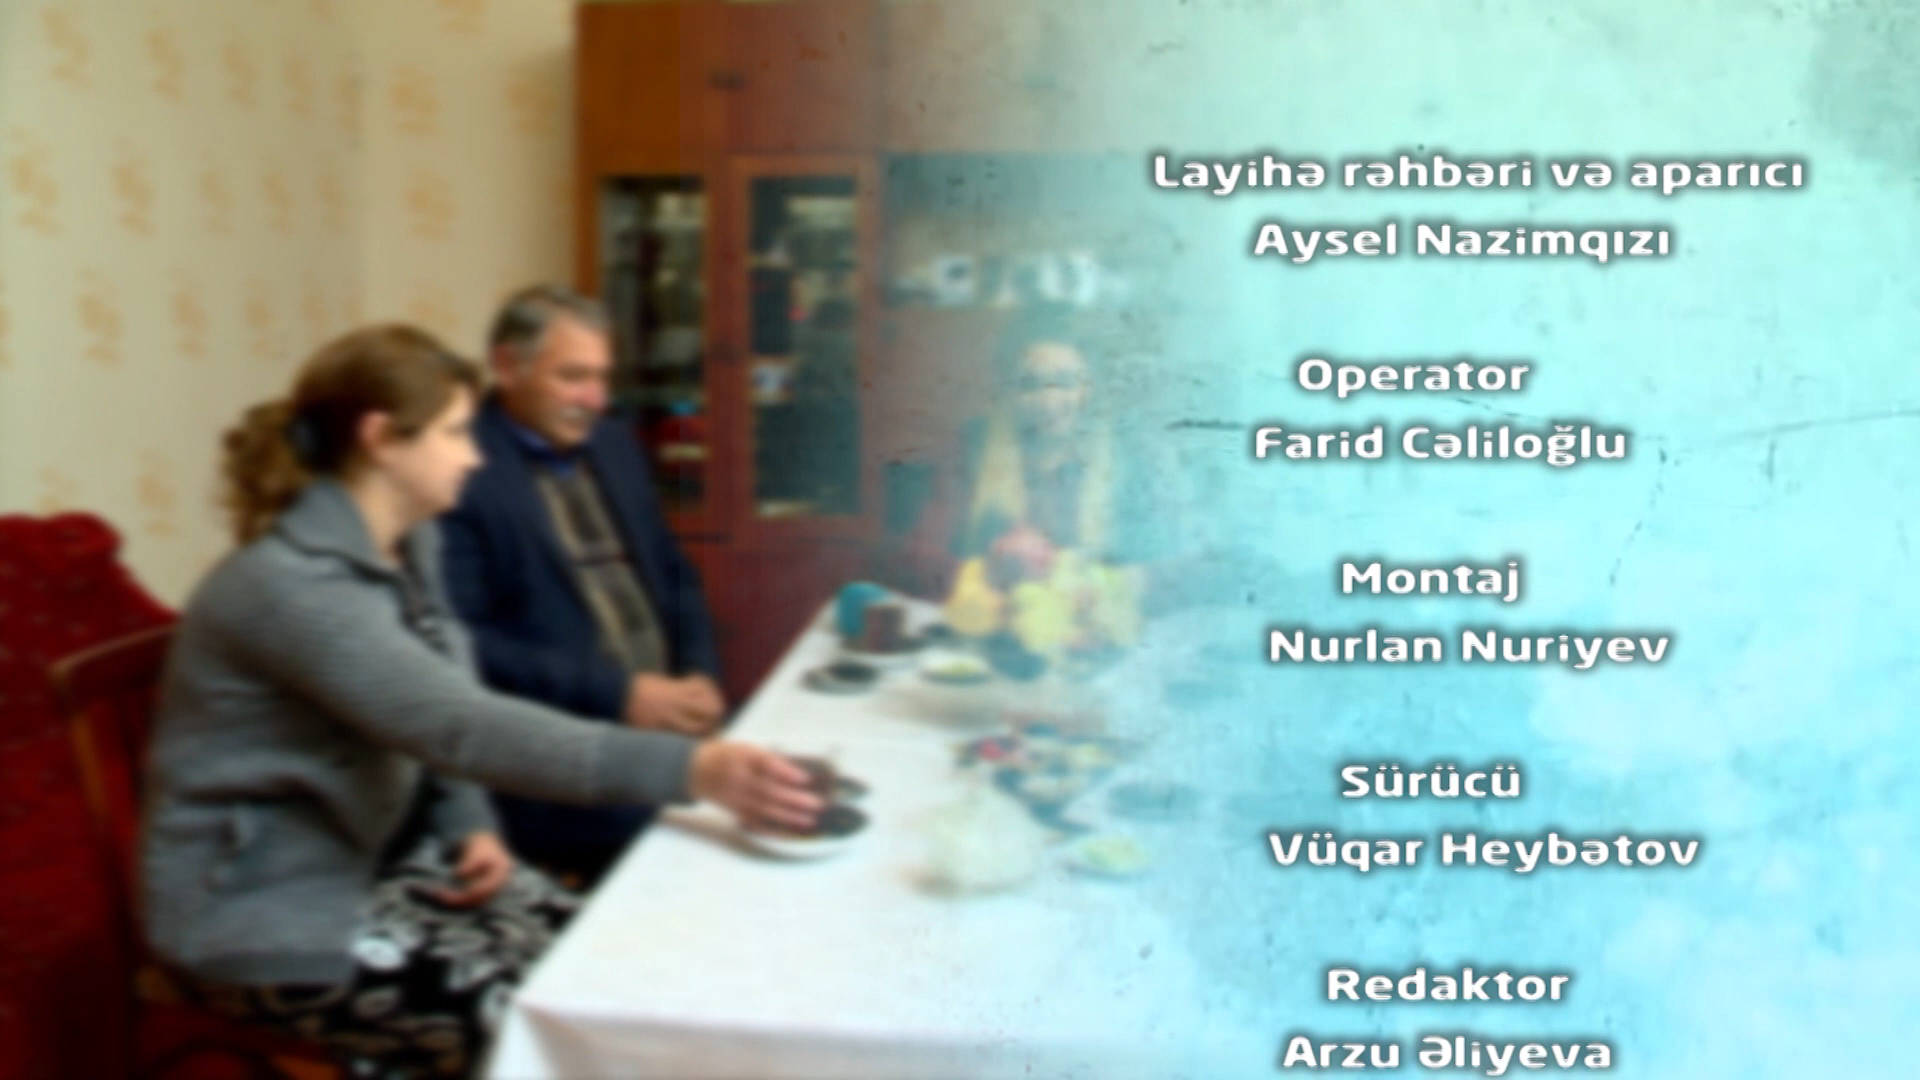 Layihə rəhbəri və aparıcı
Aysel Nazimqızı
Operator
Farid Cəliloğlu
Montaj
Nurlan Nuriyev
Sürücü
Vüqar Heybətov
Redaktor
Arzu Əliyeva